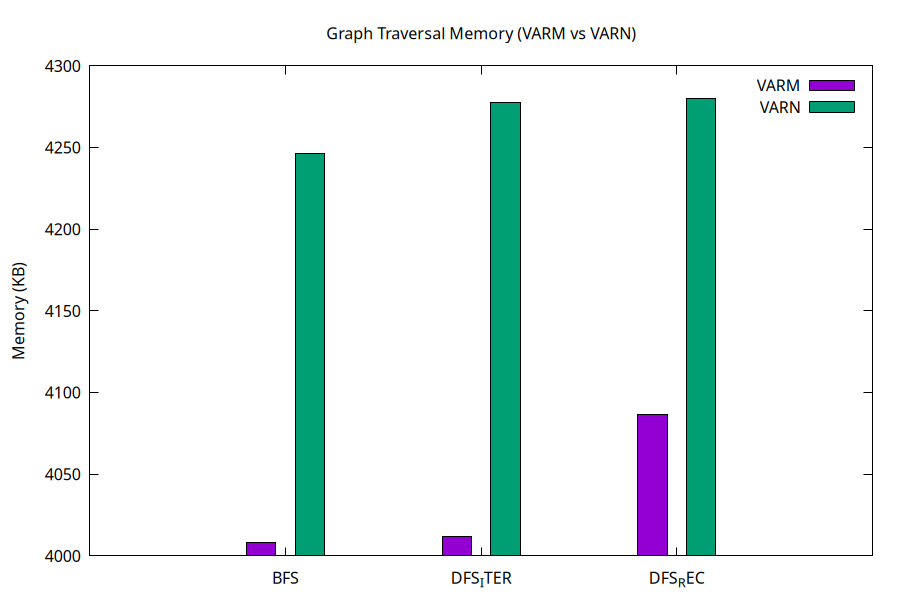 Graph Traversal Memory (VARM vs VARN)
4300
4250
4200
4150
4100
4050
4000
Memory (KB)
VARM
VARN
BFS
DFSITER
DFSREC